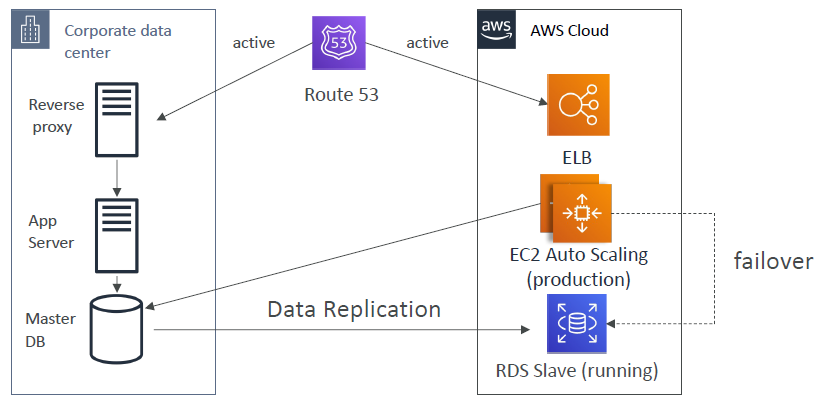 Corporate data
center
active
53
active
aws
AWS Cloud
Route 53
Reverse
proxy
ELB
App
Server
EC2 Auto Scaling
(production)
failover
Data Replication
Master
DB
RDS Slave (running)